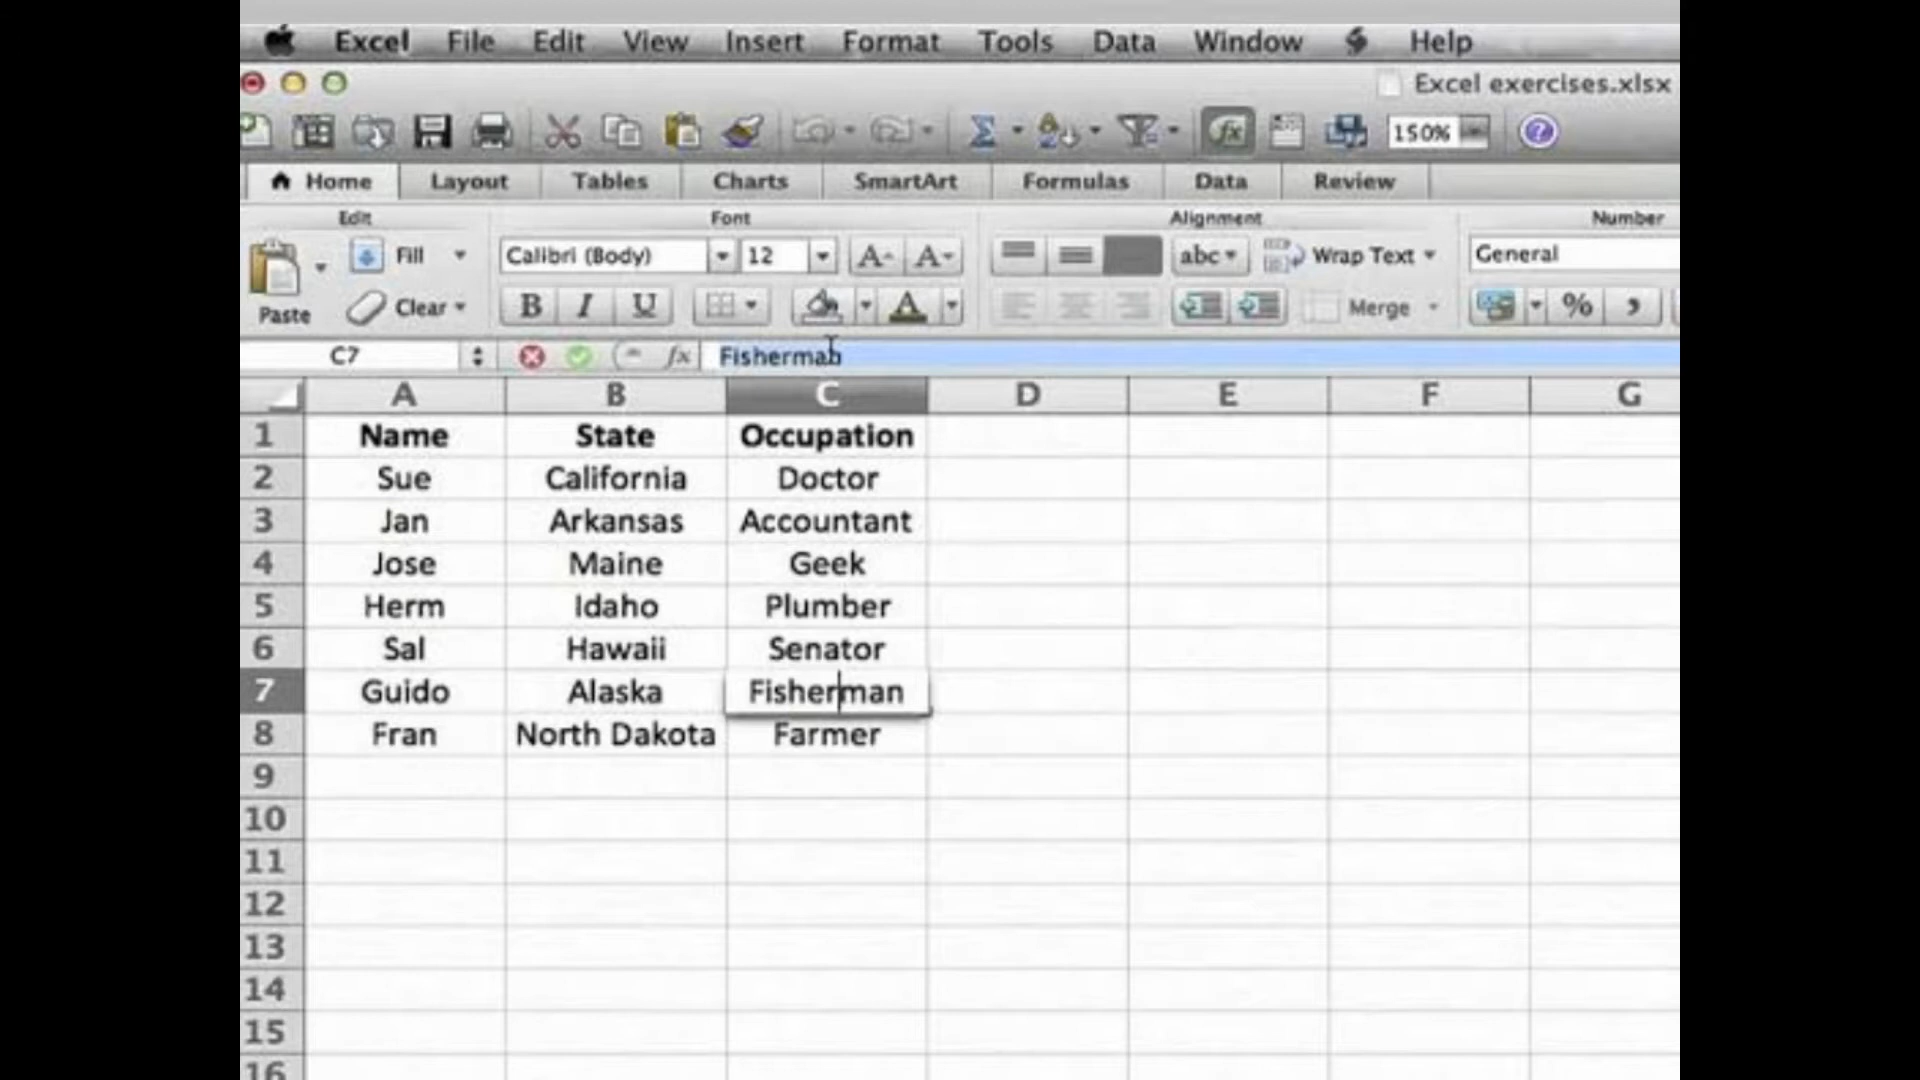 Excel File Edit View Insert Format Tools Data Window Help
Excel exercises.xlsx
150% ?
Home Layout Tables Charts SmartArt Formulas Data Review
Edit Font Alignment Number
Fill Calibri (Body) 12 A A abc Wrap Text General
Paste Clear B I U A Merge % ,
C7 fx Fisherman
A B C D E F G
1 Name State Occupation
2 Sue California Doctor
3 Jan Arkansas Accountant
4 Jose Maine Geek
5 Herm Idaho Plumber
6 Sal Hawaii Senator
7 Guido Alaska Fisherman
8 Fran North Dakota Farmer
9
10
11
12
13
14
15
16